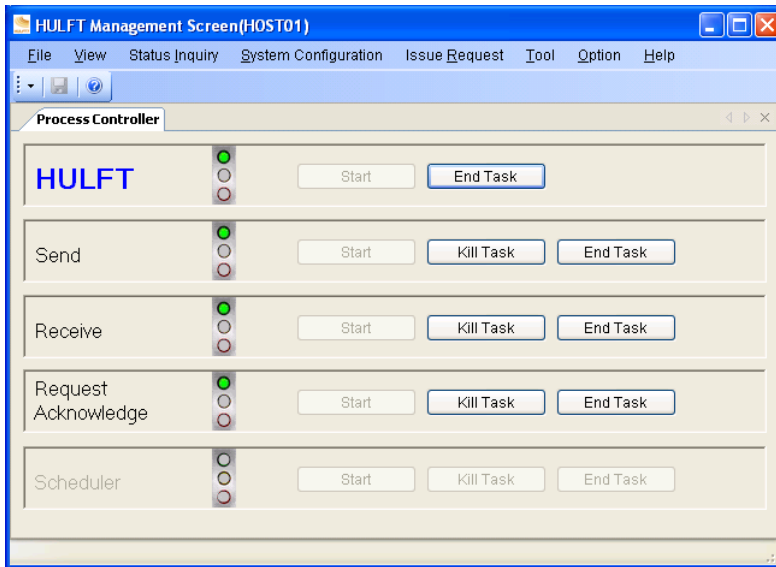 HULFT Management Screen(HOST01)
File View Status Inquiry System Configuration Issue Request Tool Option Help
Process Controller
HULFT Start End Task
Send Start Kill Task End Task
Receive Start Kill Task End Task
Request
Acknowledge Start Kill Task End Task
Scheduler Start Kill Task End Task